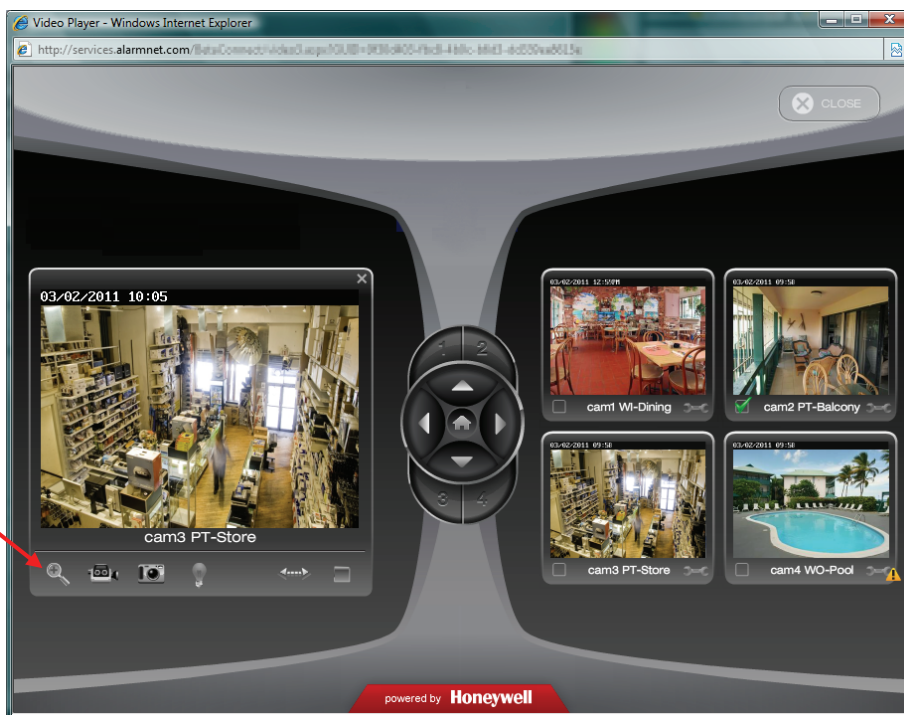 Video Player - Windows Internet Explorer
http://services.alarmnet.com/
CLOSE
03/02/2011 10:05
cam3 PT-Store
1 2
3 4
03/02/2011 12:59PM
cam1 WI-Dining
03/02/2011 09:50
cam2 PT-Balcony
03/02/2011 09:50
cam3 PT-Store
03/02/2011 09:50
cam4 WO-Pool
powered by Honeywell